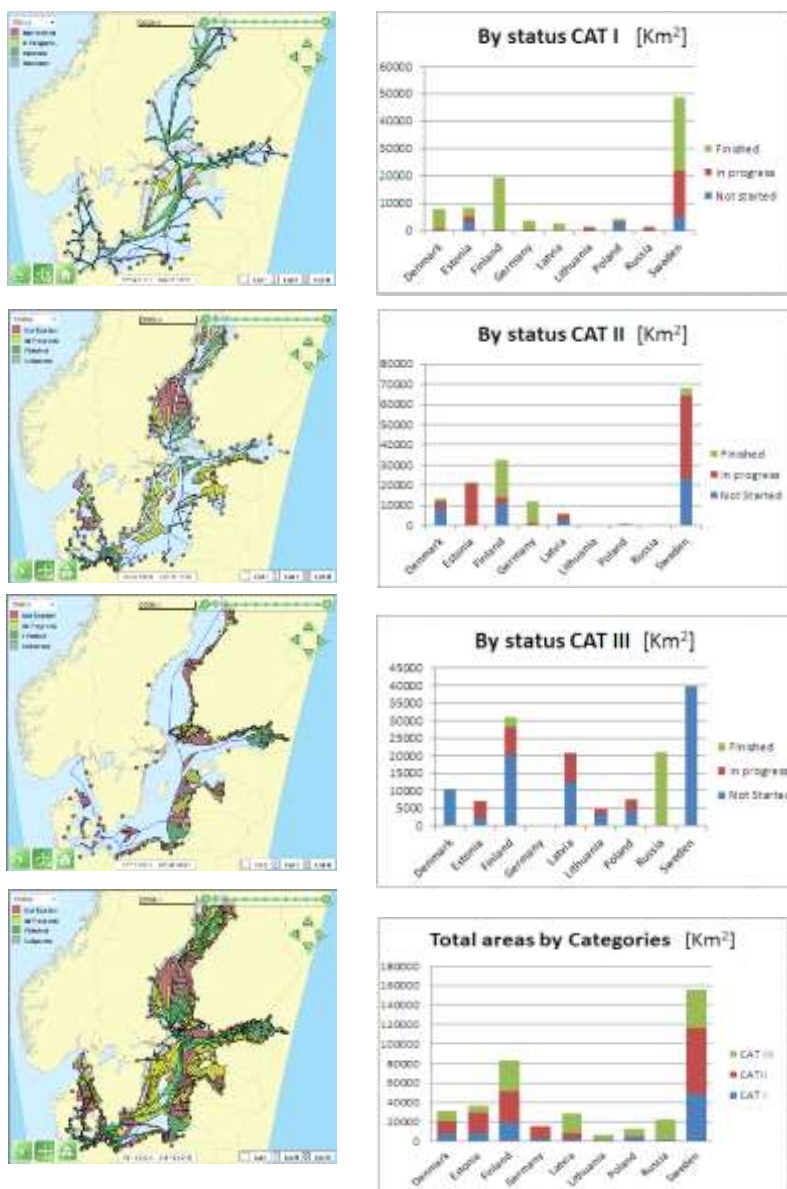 By status CAT I [Km²]
60000
50000
40000
30000
20000
10000
0
Finished
In progress
Not started
Denmark
Estonia
Finland
Germany
Latvia
Lithuania
Poland
Russia
Sweden
By status CAT II [Km²]
80000
70000
60000
50000
40000
30000
20000
10000
0
Finished
In progress
Not Started
Denmark
Estonia
Finland
Germany
Latvia
Lithuania
Poland
Russia
Sweden
By status CAT III [Km²]
45000
40000
35000
30000
25000
20000
15000
10000
5000
0
Finished
In progress
Not Started
Denmark
Estonia
Finland
Germany
Latvia
Lithuania
Poland
Russia
Sweden
Total areas by Categories [Km²]
180000
160000
140000
120000
100000
80000
60000
40000
20000
0
CAT III
CAT II
CAT I
Denmark
Estonia
Finland
Germany
Latvia
Lithuania
Poland
Russia
Sweden